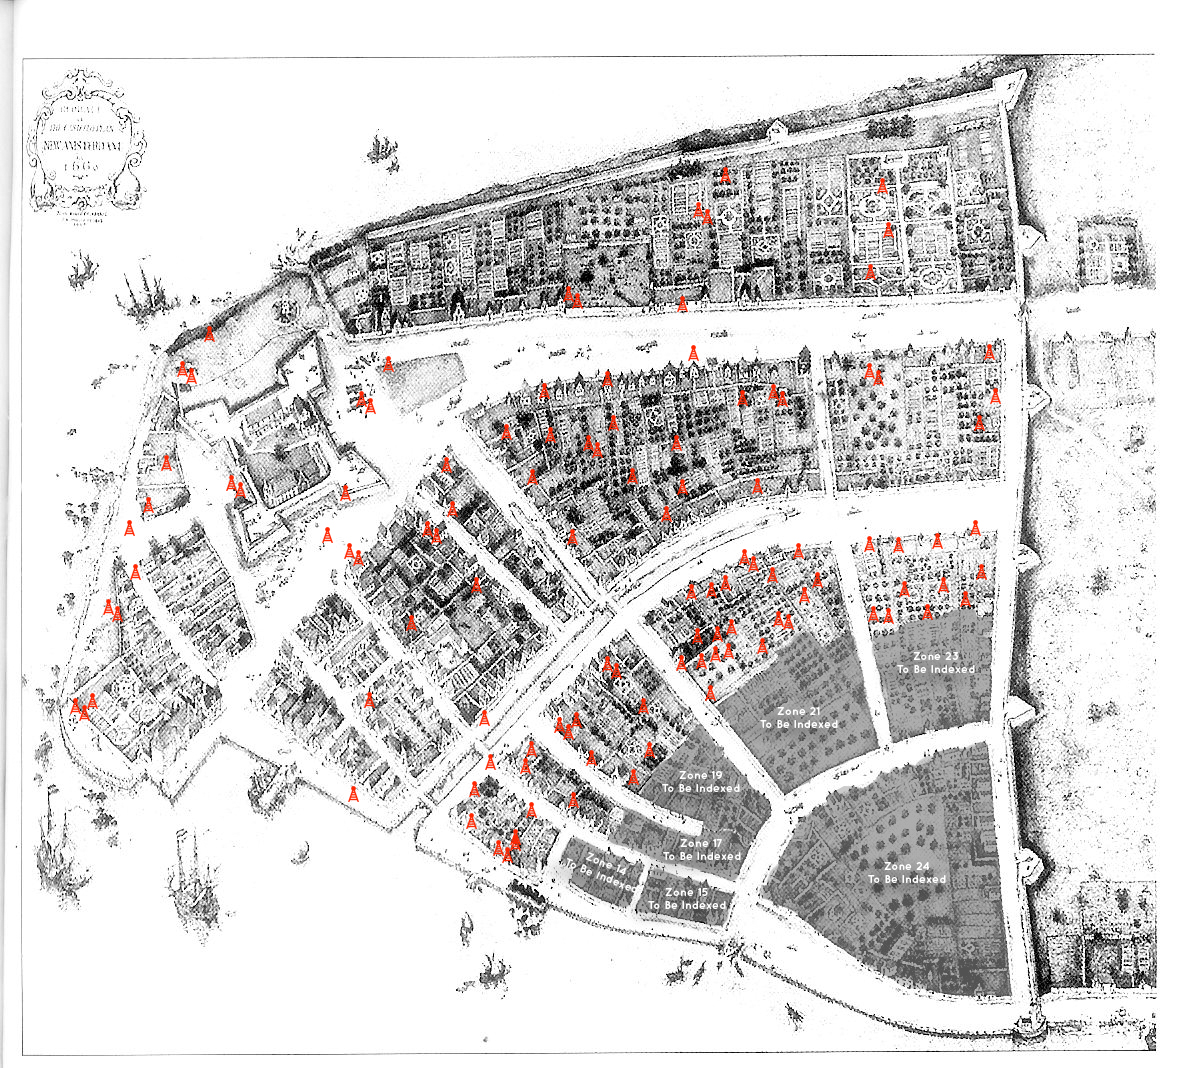 NEW AMSTERDAM
1660
Zone 23
To Be Indexed
Zone 21
To Be Indexed
Zone 19
To Be Indexed
Zone 17
To Be Indexed
Zone 14
To Be Indexed
Zone 15
To Be Indexed
Zone 24
To Be Indexed